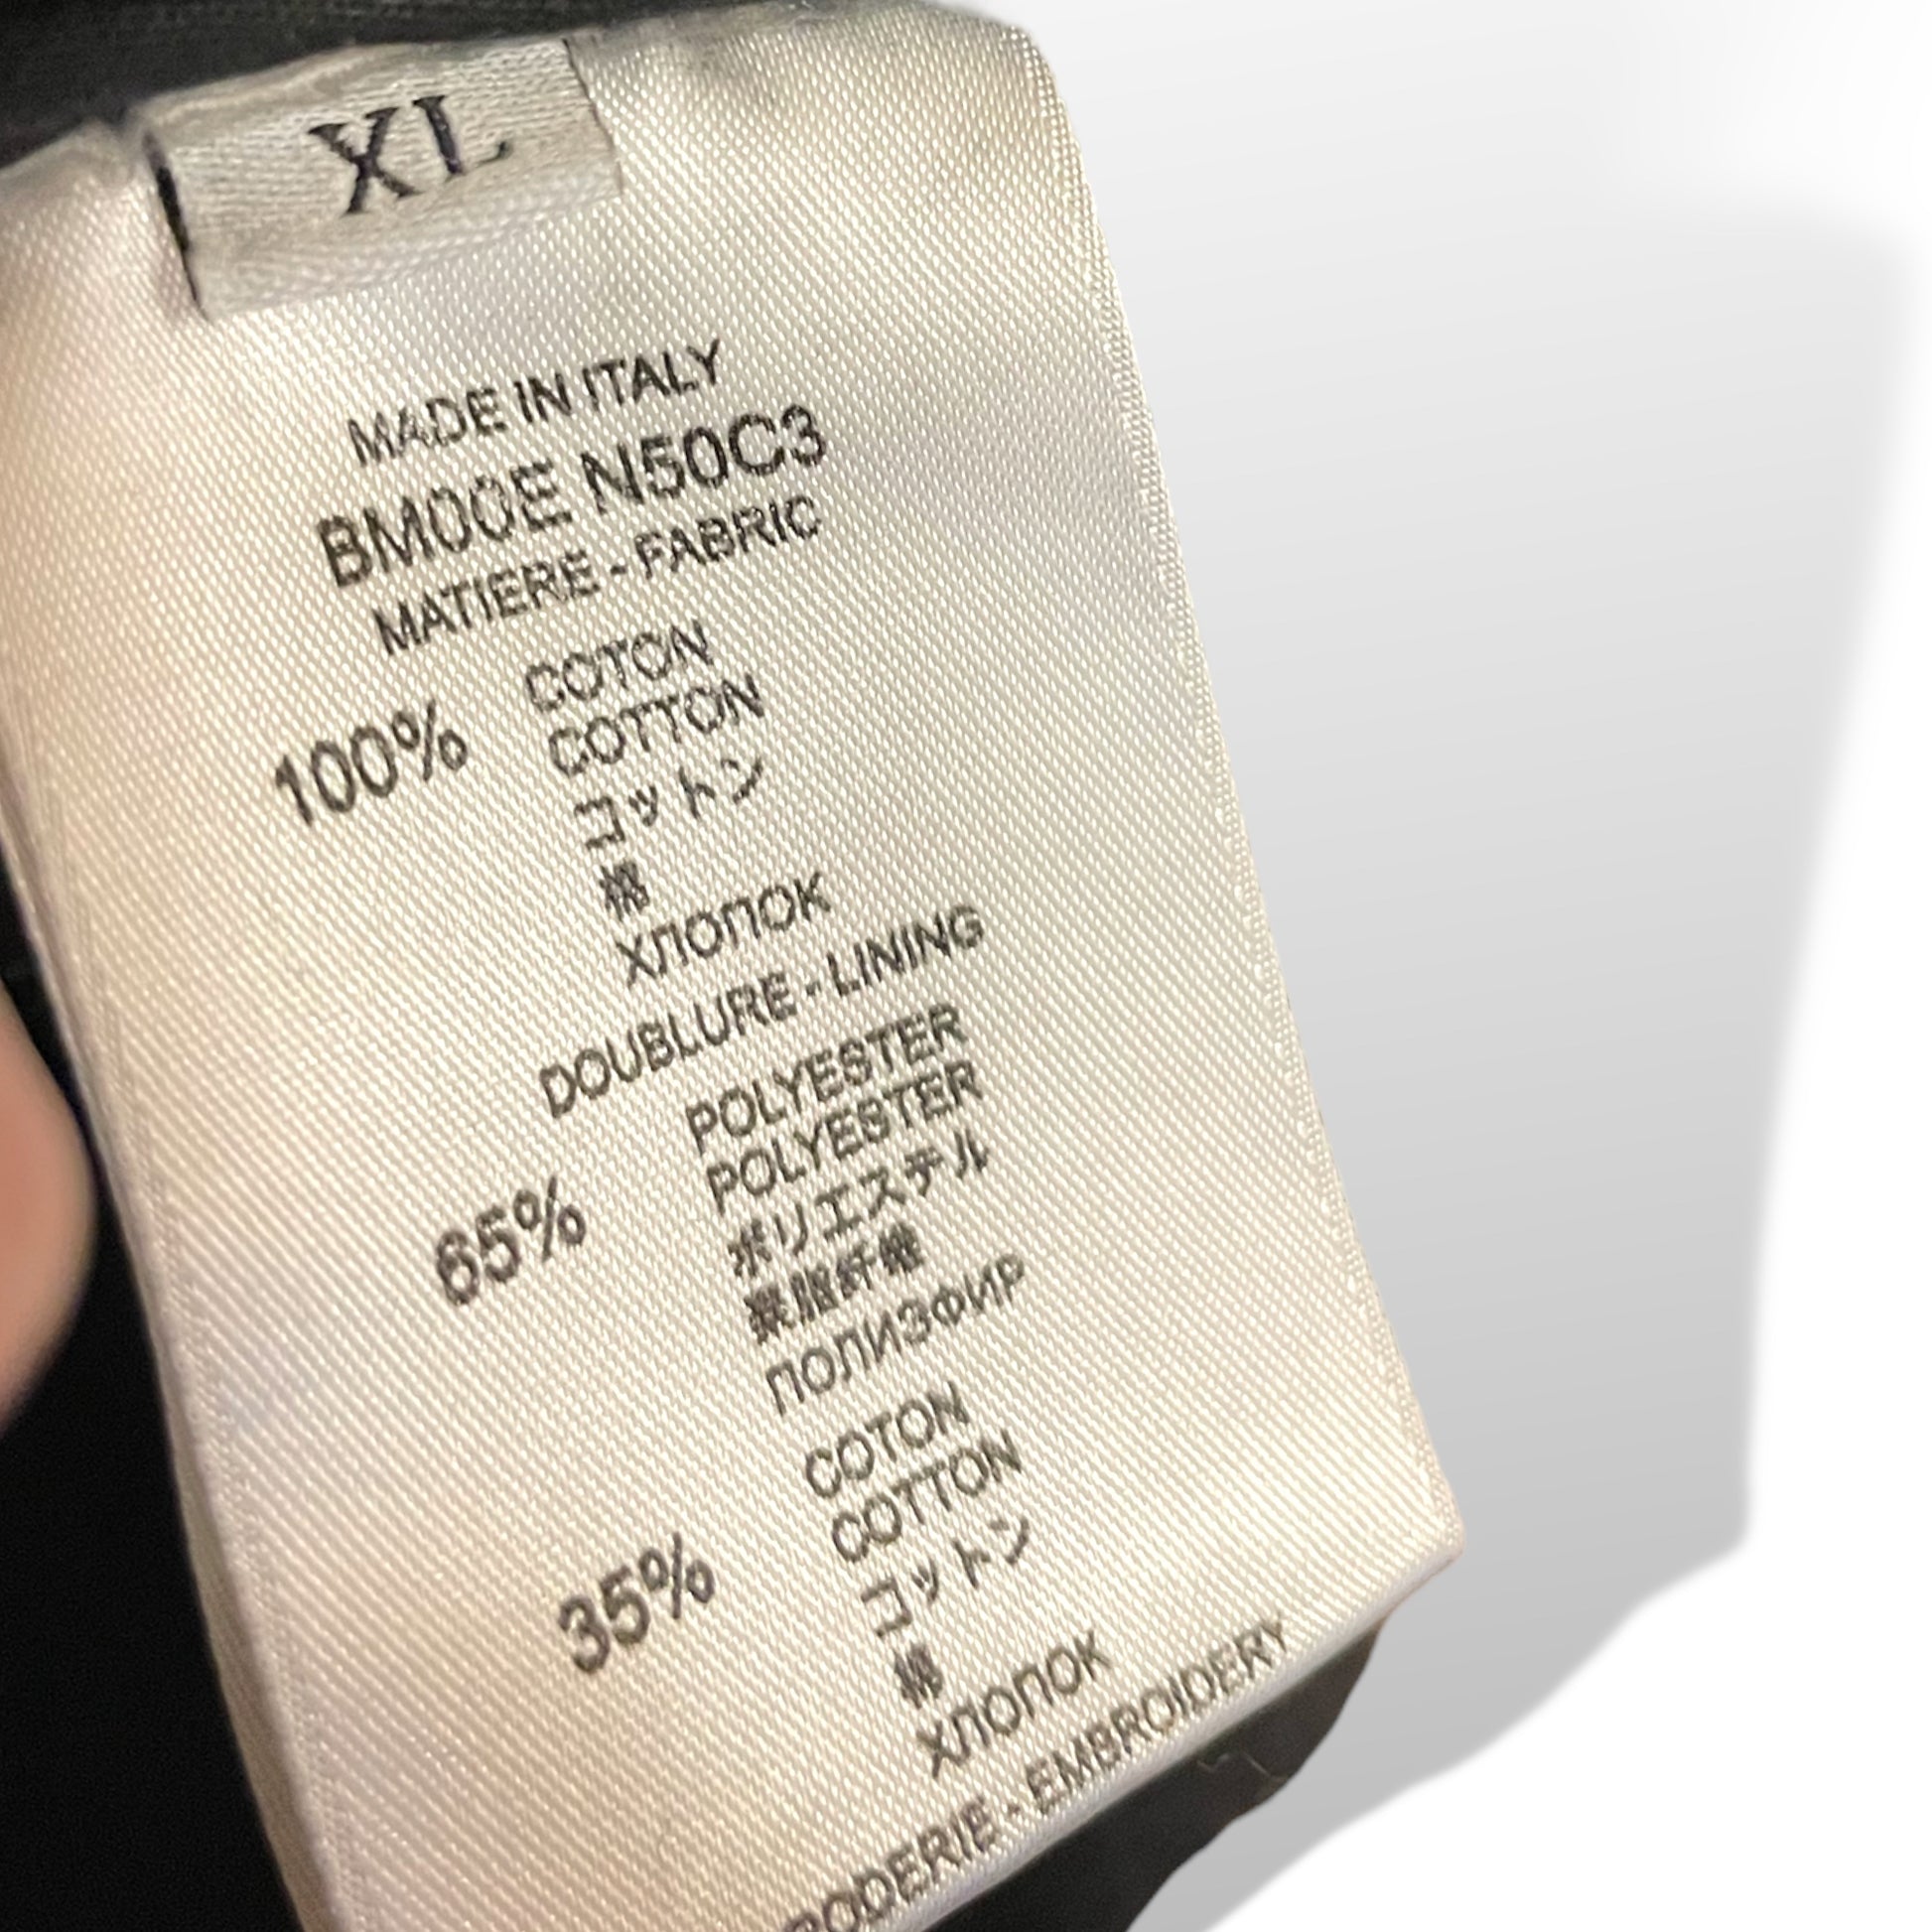 XL
MADE IN ITALY
BM00E N50C3
MATIERE - FABRIC
COTON
100% COTTON
コットン
棉
ХЛОПОК
DOUBLURE - LINING
POLYESTER
POLYESTER
65% ポリエステル
聚酯纤维
ПОЛИЭФИР
COTON
COTTON
35% コットン
棉
ХЛОПОК
RODERIE - EMBROIDERY